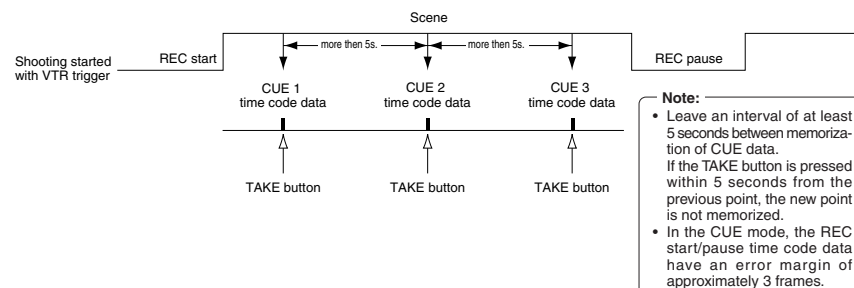 Scene
more then 5s. more then 5s.
Shooting started
with VTR trigger
REC start
REC pause
CUE 1
time code data
CUE 2
time code data
CUE 3
time code data
TAKE button
TAKE button
TAKE button
Note:
• Leave an interval of at least
5 seconds between memoriza-
tion of CUE data.
If the TAKE button is pressed
within 5 seconds from the
previous point, the new point
is not memorized.
• In the CUE mode, the REC
start/pause time code data
have an error margin of
approximately 3 frames.